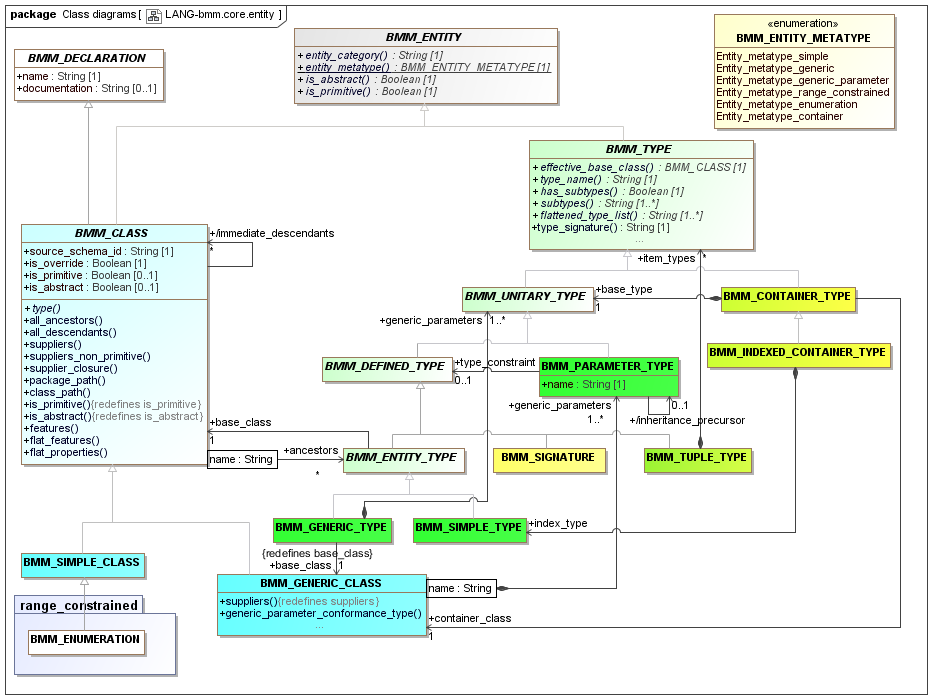 package Class diagrams [ LANG-bmm.core.entity ]
BMM_DECLARATION
+name : String [1]
+documentation : String [0..1]
BMM_ENTITY
+ entity_category() : String [1]
+ entity_metatype() : BMM_ENTITY_METATYPE [1]
+ is_abstract() : Boolean [1]
+ is_primitive() : Boolean [1]
«enumeration»
BMM_ENTITY_METATYPE
Entity_metatype_simple
Entity_metatype_generic
Entity_metatype_generic_parameter
Entity_metatype_range_constrained
Entity_metatype_enumeration
Entity_metatype_container
BMM_TYPE
+ effective_base_class() : BMM_CLASS [1]
+ type_name() : String [1]
+ has_subtypes() : Boolean [1]
+ subtypes() : String [1..*]
+ flattened_type_list() : String [1..*]
+type_signature() : String [1]
...
BMM_CLASS
+source_schema_id : String [1]
+is_override : Boolean [1]
+is_primitive : Boolean [0..1]
+is_abstract : Boolean [0..1]
+ type()
+all_ancestors()
+all_descendants()
+suppliers()
+suppliers_non_primitive()
+supplier_closure()
+package_path()
+class_path()
+is_primitive(){redefines is_primitive}
+is_abstract(){redefines is_abstract}
+features()
+flat_features()
+flat_properties()
+/immediate_descendants
*
+item_types
*
BMM_UNITARY_TYPE
+base_type
1
BMM_CONTAINER_TYPE
+generic_parameters
1..*
BMM_INDEXED_CONTAINER_TYPE
BMM_DEFINED_TYPE
+type_constraint
0..1
BMM_PARAMETER_TYPE
+name : String [1]
+generic_parameters
1..*
0..1
+/inheritance_precursor
+base_class
1
name : String
+ancestors
*
BMM_ENTITY_TYPE
BMM_SIGNATURE
BMM_TUPLE_TYPE
BMM_GENERIC_TYPE
BMM_SIMPLE_TYPE
+index_type
{redefines base_class}
+base_class
1
BMM_SIMPLE_CLASS
BMM_GENERIC_CLASS
+suppliers(){redefines suppliers}
+generic_parameter_conformance_type()
...
name : String
+container_class
1
range_constrained
BMM_ENUMERATION